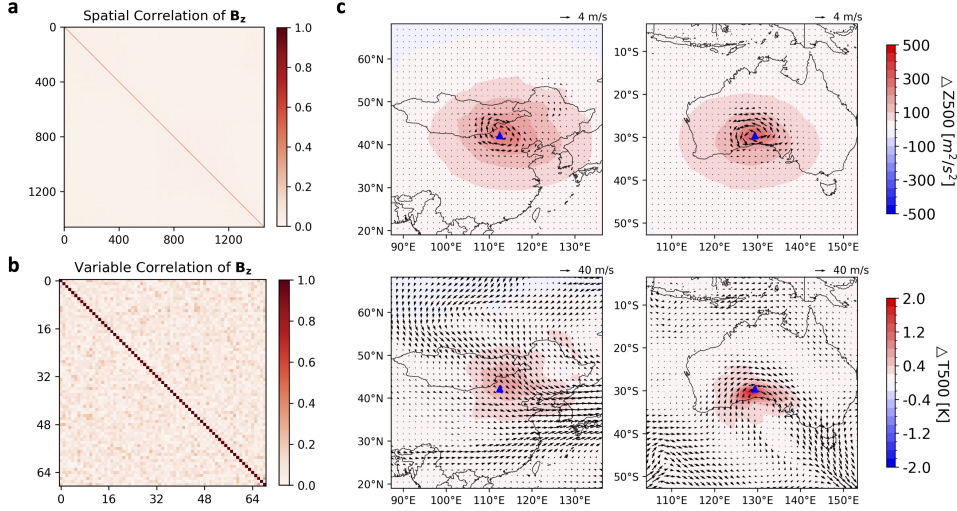 a
Spatial Correlation of B_z
0
400
800
1200
0
400
800
1200
1.0
0.8
0.6
0.4
0.2
0.0
b
Variable Correlation of B_z
0
16
32
48
64
0
16
32
48
64
1.0
0.8
0.6
0.4
0.2
0.0
c
4 m/s
60°N
50°N
40°N
30°N
20°N
90°E
100°E
110°E
120°E
130°E
4 m/s
10°S
20°S
30°S
40°S
50°S
110°E
120°E
130°E
140°E
150°E
500
300
100
-100
-300
-500
△Z500 [m²/s²]
40 m/s
60°N
50°N
40°N
30°N
20°N
90°E
100°E
110°E
120°E
130°E
40 m/s
10°S
20°S
30°S
40°S
50°S
110°E
120°E
130°E
140°E
150°E
2.0
1.2
0.4
-0.4
-1.2
-2.0
△T500 [K]